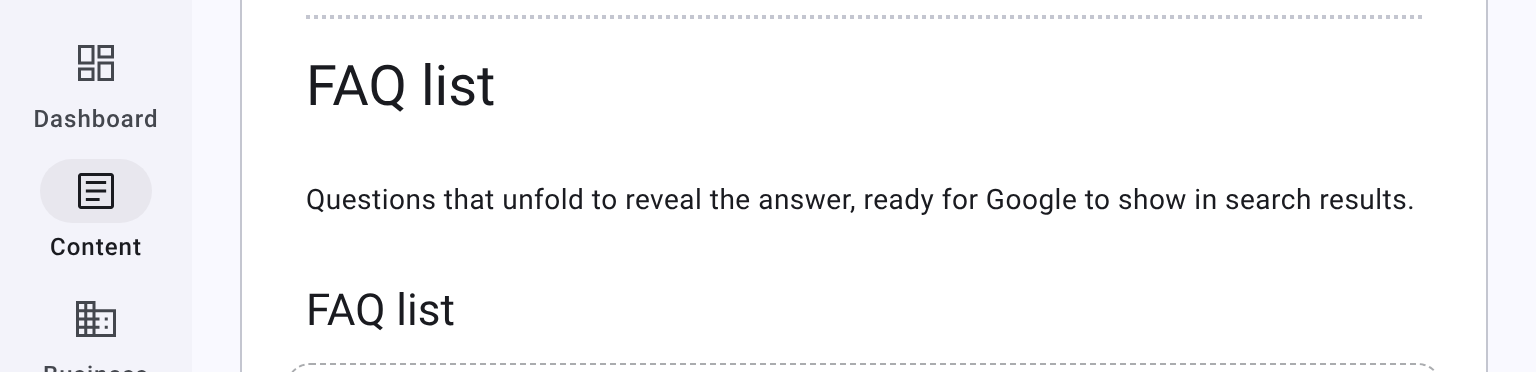 Dashboard
Content
Business
FAQ list
Questions that unfold to reveal the answer, ready for Google to show in search results.
FAQ list